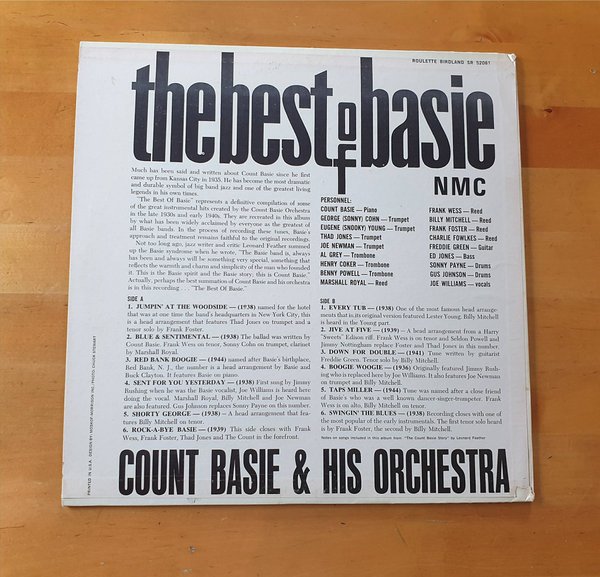 ROULETTE BIRDLAND SR 52081
the best of basie
NMC
Much has been said and written about Count Basie since he first
came up from Kansas City in 1935. He has become the most dramatic
and durable symbol of big band jazz and one of the greatest living
legends in his own times.
"The Best Of Basie" represents a definitive compilation of some
of the great instrumental hits created by the Count Basie Orchestra
in the late 1930s and early 1940s. They are recreated in this album
by what has been widely acclaimed by everyone as the greatest of
all Basie bands. In the process of recording these tunes, Basie's
approach and treatment remains faithful to the original recordings.
Not too long ago, jazz writer and critic Leonard Feather summed
up the Basie syndrome when he wrote, "The Basie band is, always
has been and always will be something very special, something that
reflects the warmth and charm and simplicity of the man who founded
it. This is the Basie spirit and the Basie story; this is Count Basie."
Actually, perhaps the best summation of Count Basie and his orchestra
is in this recording . . . "The Best Of Basie."
PERSONNEL:
COUNT BASIE — Piano
GEORGE (SONNY) COHN — Trumpet
EUGENE (SNOOKY) YOUNG — Trumpet
THAD JONES — Trumpet
JOE NEWMAN — Trumpet
AL GREY — Trombone
HENRY COKER — Trombone
BENNY POWELL — Trombone
MARSHALL ROYAL — Reed
FRANK WESS — Reed
BILLY MITCHELL — Reed
FRANK FOSTER — Reed
CHARLIE FOWLKES — Reed
FREDDIE GREEN — Guitar
ED JONES — Bass
SONNY PAYNE — Drums
GUS JOHNSON — Drums
JOE WILLIAMS — vocals
SIDE A
1. JUMPIN' AT THE WOODSIDE — (1938) named for the hotel
that was at one time the band's headquarters in New York City, this
is a head arrangement that features Thad Jones on trumpet and a
tenor solo by Frank Foster.
2. BLUE & SENTIMENTAL — (1938) The ballad was written by
Count Basie. Frank Wess on tenor, Sonny Cohn on trumpet, clarinet
by Marshall Royal.
3. RED BANK BOOGIE — (1944) named after Basie's birthplace,
Red Bank, N. J., the number is a head arrangement by Basie and
Buck Clayton. It features Basie on piano.
4. SENT FOR YOU YESTERDAY — (1938) First sung by Jimmy
Rushing when he was the Basie vocalist, Joe Williams is heard here
doing the vocal. Marshall Royal, Billy Mitchell and Joe Newman
are also featured. Gus Johnson replaces Sonny Payne on this number.
5. SHORTY GEORGE — (1938) — A head arrangement that fea-
tures Billy Mitchell on tenor.
6. ROCK-A-BYE BASIE — (1939) This side closes with Frank
Wess, Frank Foster, Thad Jones and The Count in the forefront.
SIDE B
1. EVERY TUB — (1938) One of the most famous head arrange-
ments that in its original version featured Lester Young. Billy Mitchell
is heard in the Young part.
2. JIVE AT FIVE — (1939) — A head arrangement from a Harry
"Sweets" Edison riff. Frank Wess is on tenor and Seldon Powell and
Jimmy Nottingham replace Foster and Thad Jones in this number.
3. DOWN FOR DOUBLE — (1941) Tune written by guitarist
Freddie Green. Tenor solo by Billy Mitchell.
4. BOOGIE WOOGIE — (1936) Originally featured Jimmy Rush-
ing who is replaced here by Joe Williams. It also features Joe Newman
on trumpet and Billy Mitchell.
5. TAPS MILLER — (1944) Tune was named after a close friend
of Basie's who was a well known dancer-singer-trumpeter. Frank
Wess is on alto, Billy Mitchell on tenor.
6. SWINGIN' THE BLUES — (1938) Recording closes with one of
the most popular of the early instrumentals. The first tenor solo heard
is by Frank Foster, the second by Billy Mitchell.
Notes on songs included in this album from "The Count Basie Story" by Leonard Feather
COUNT BASIE & HIS ORCHESTRA
PRINTED IN U.S.A. DESIGN BY MOSKOF-MORRISON INC./PHOTO: CHUCK STEWART